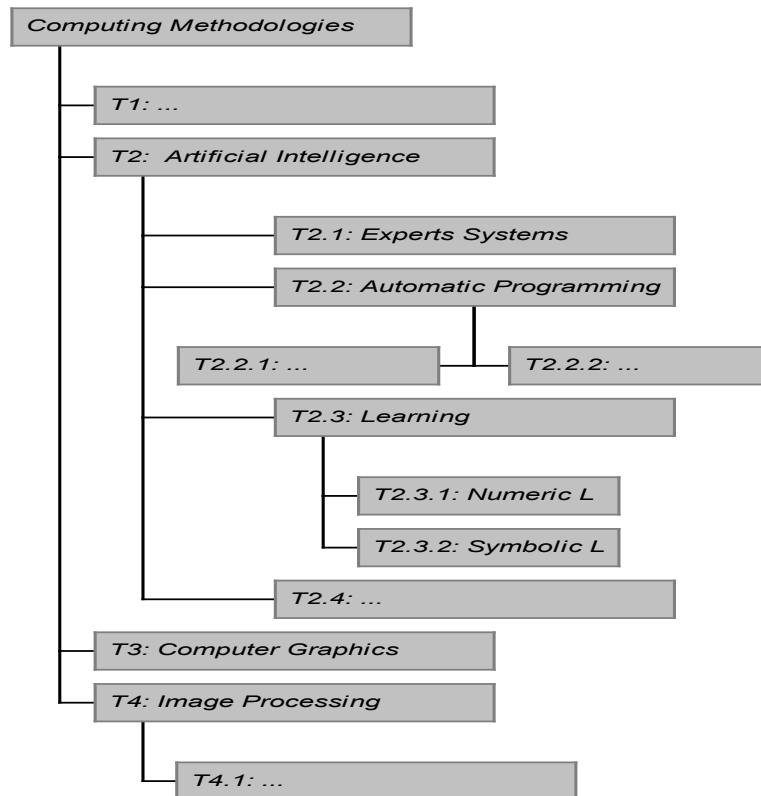 Computing Methodologies
T1: ...
T2: Artificial Intelligence
T2.1: Experts Systems
T2.2: Automatic Programming
T2.2.1: ...
T2.2.2: ...
T2.3: Learning
T2.3.1: Numeric L
T2.3.2: Symbolic L
T2.4: ...
T3: Computer Graphics
T4: Image Processing
T4.1: ...